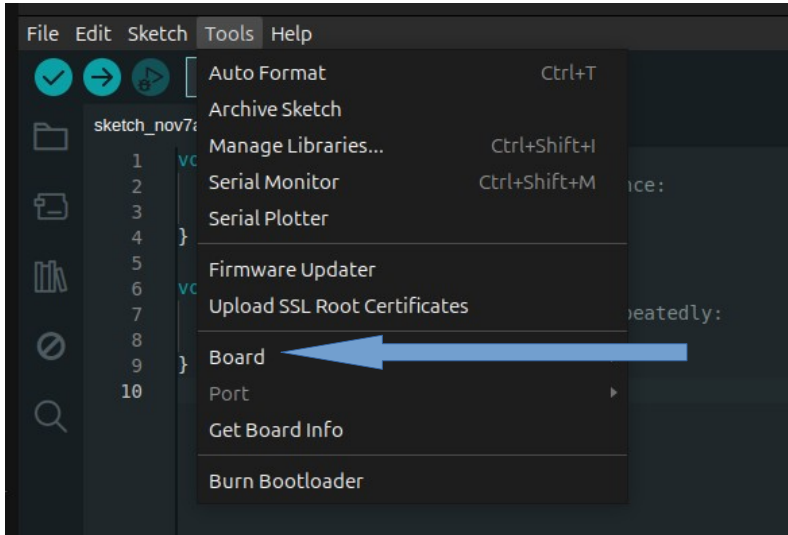 File Edit Sketch Tools Help
Auto Format Ctrl+T
Archive Sketch
sketch_nov7a
Manage Libraries... Ctrl+Shift+I
1 vo
Serial Monitor Ctrl+Shift+M
2 nce:
3
Serial Plotter
4 }
5
Firmware Updater
6 vo
Upload SSL Root Certificates
7 peatedly:
8
Board
9 }
10
Port
Get Board Info
Burn Bootloader